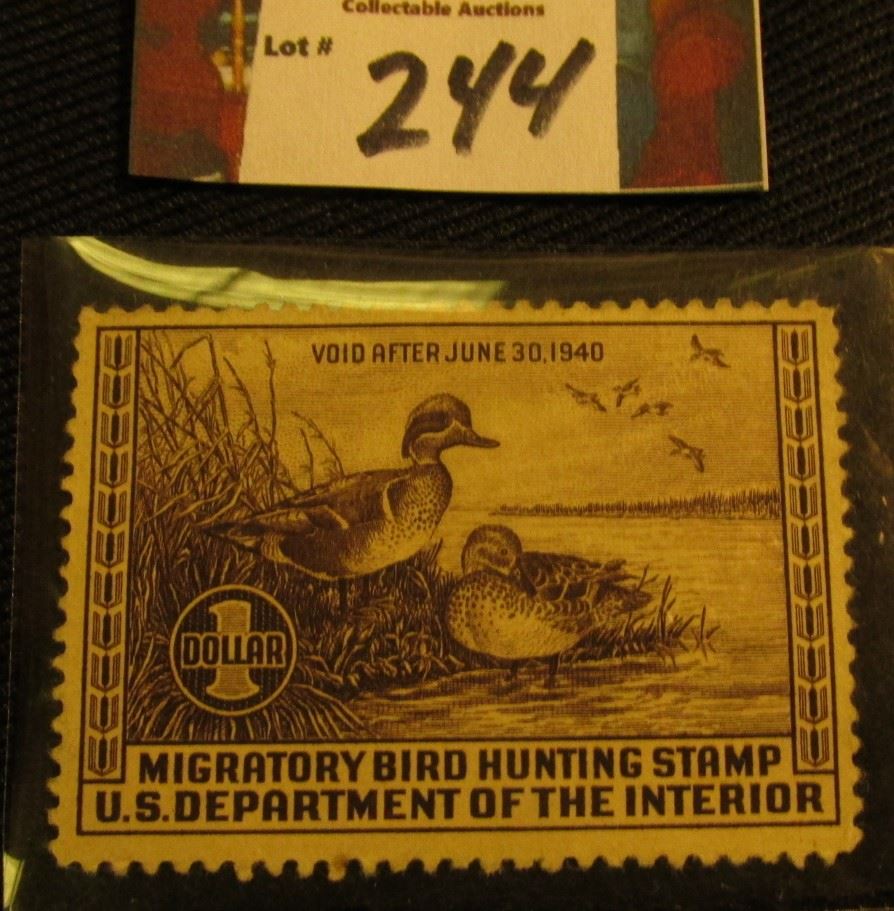 Collectable Auctions
Lot # 244
VOID AFTER JUNE 30, 1940
1
DOLLAR
MIGRATORY BIRD HUNTING STAMP
U.S. DEPARTMENT OF THE INTERIOR